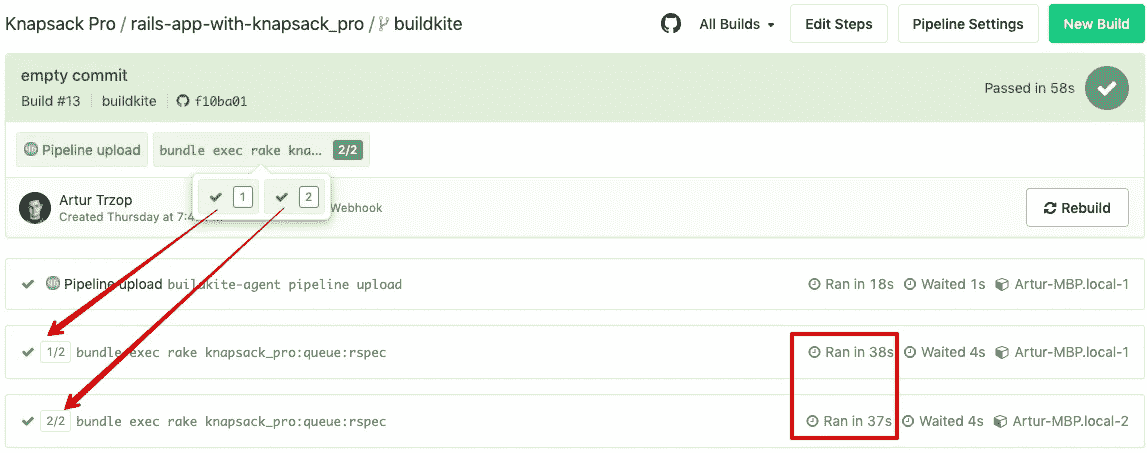 Knapsack Pro / rails-app-with-knapsack_pro / buildkite
All Builds
Edit Steps
Pipeline Settings
New Build
empty commit
Build #13 buildkite f10ba01
Passed in 58s
Pipeline upload
bundle exec rake kna... 2/2
1 2
Artur Trzop
Created Thursday at 7:4
Webhook
Rebuild
Pipeline upload buildkite-agent pipeline upload Ran in 18s Waited 1s Artur-MBP.local-1
1/2 bundle exec rake knapsack_pro:queue:rspec Ran in 38s Waited 4s Artur-MBP.local-1
2/2 bundle exec rake knapsack_pro:queue:rspec Ran in 37s Waited 4s Artur-MBP.local-2